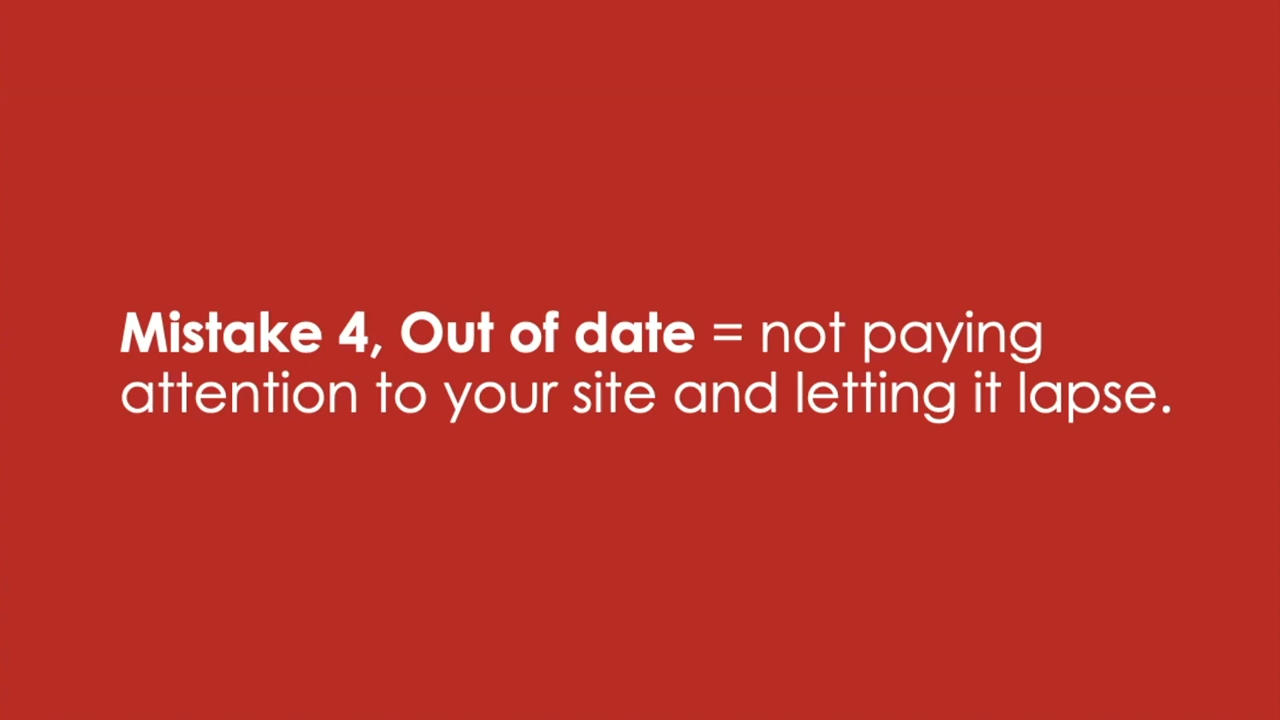 Mistake 4, Out of date = not paying
attention to your site and letting it lapse.